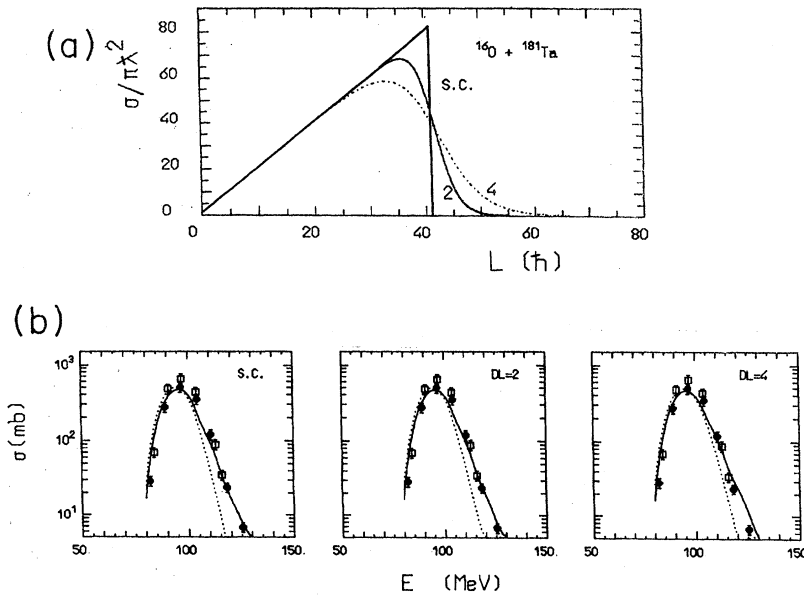 (a)
80
60
40
20
0
σ/πƛ²
¹⁶O + ¹⁸¹Ta
S.C.
2
4
0 20 40 60 80
L (ħ)
(b)
10³
10²
10¹
σ(mb)
S.C.
DL=2
DL=4
50. 100 150.
50. 100 150.
50 100 150
E (MeV)